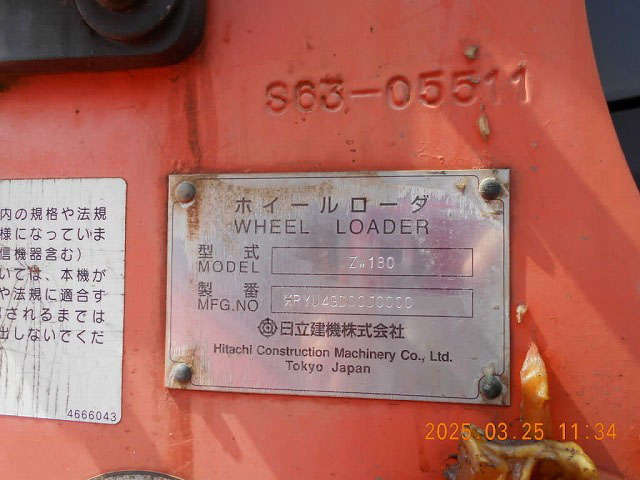 S63-05511
ホイールローダ
WHEEL LOADER
型式
MODEL
製番
MFG.NO
日立建機株式会社
Hitachi Construction Machinery Co., Ltd.
Tokyo Japan
内の規格や法規
様になっていま
信機器含む)
いては、本機が
や法規に適合す
されるまでは
出しないでくだ
4666043
2025.03.25 11:34